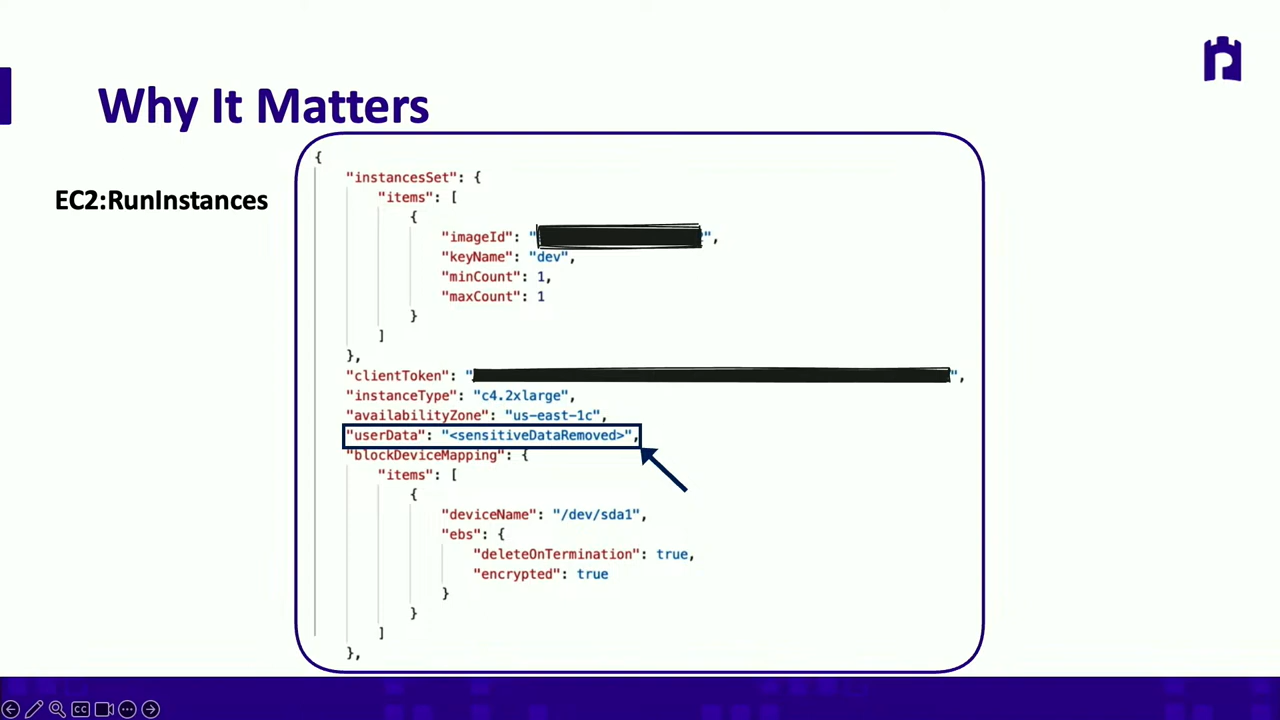 Why It Matters
EC2:RunInstances
{
"instancesSet": {
"items": [
{
"imageId": "",
"keyName": "dev",
"minCount": 1,
"maxCount": 1
}
]
},
"clientToken": "",
"instanceType": "c4.2xlarge",
"availabilityZone": "us-east-1c",
"userData": "<sensitiveDataRemoved>",
"blockDeviceMapping": {
"items": [
{
"deviceName": "/dev/sda1",
"ebs": {
"deleteOnTermination": true,
"encrypted": true
}
}
]
},
CC